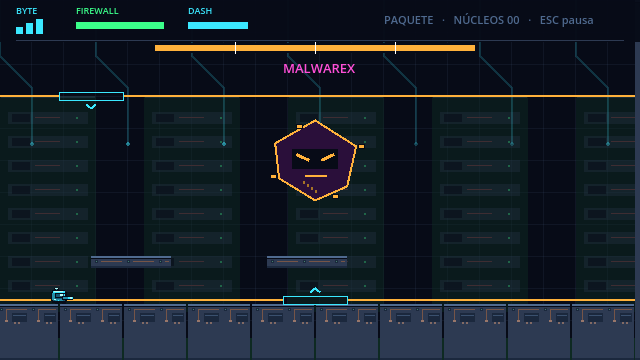 BYTE
FIREWALL
DASH
PAQUETE · NÚCLEOS 00 · ESC pausa
MALWAREX